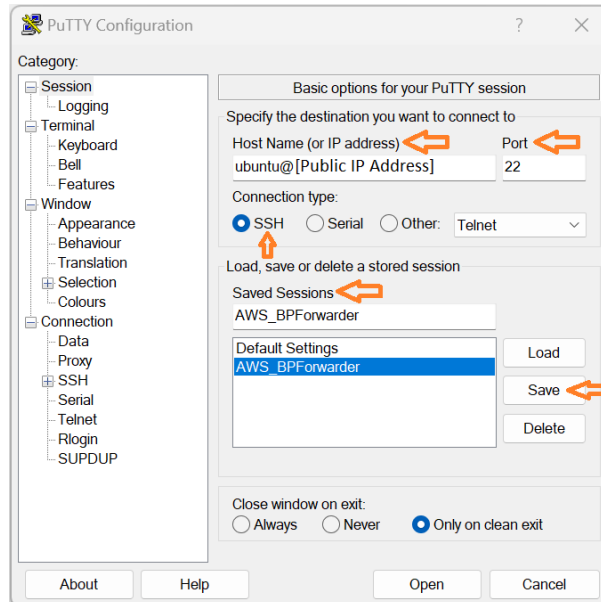 PuTTY Configuration
?
Category:
Session
Logging
Terminal
Keyboard
Bell
Features
Window
Appearance
Behaviour
Translation
Selection
Colours
Connection
Data
Proxy
SSH
Serial
Telnet
Rlogin
SUPDUP
Basic options for your PuTTY session
Specify the destination you want to connect to
Host Name (or IP address) Port
ubuntu@[Public IP Address] 22
Connection type:
SSH Serial Other: Telnet
Load, save or delete a stored session
Saved Sessions
AWS_BPForwarder
Default Settings
AWS_BPForwarder
Load
Save
Delete
Close window on exit:
Always Never Only on clean exit
About Help Open Cancel